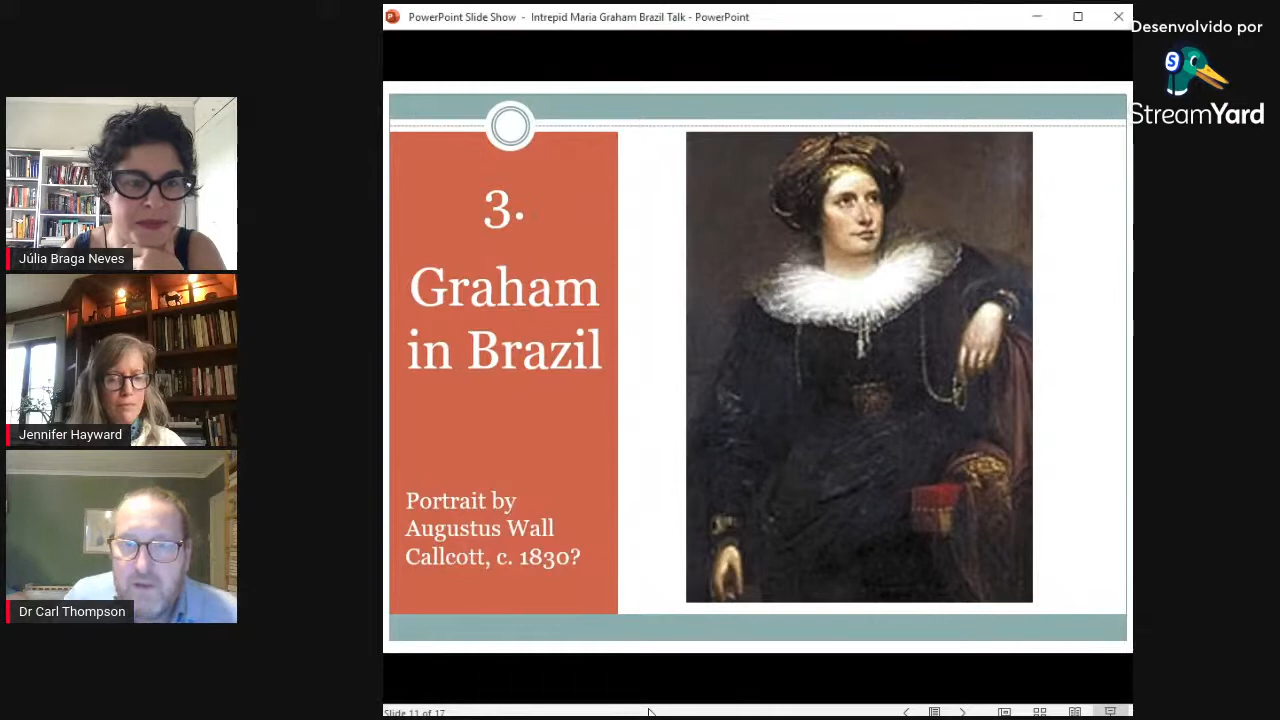 PowerPoint Slide Show - Intrepid Maria Graham Brazil Talk - PowerPoint
Desenvolvido por
S
StreamYard
Júlia Braga Neves
Jennifer Hayward
Dr Carl Thompson
3.
Graham
in Brazil
Portrait by
Augustus Wall
Callcott, c. 1830?
Slide 11 of 17